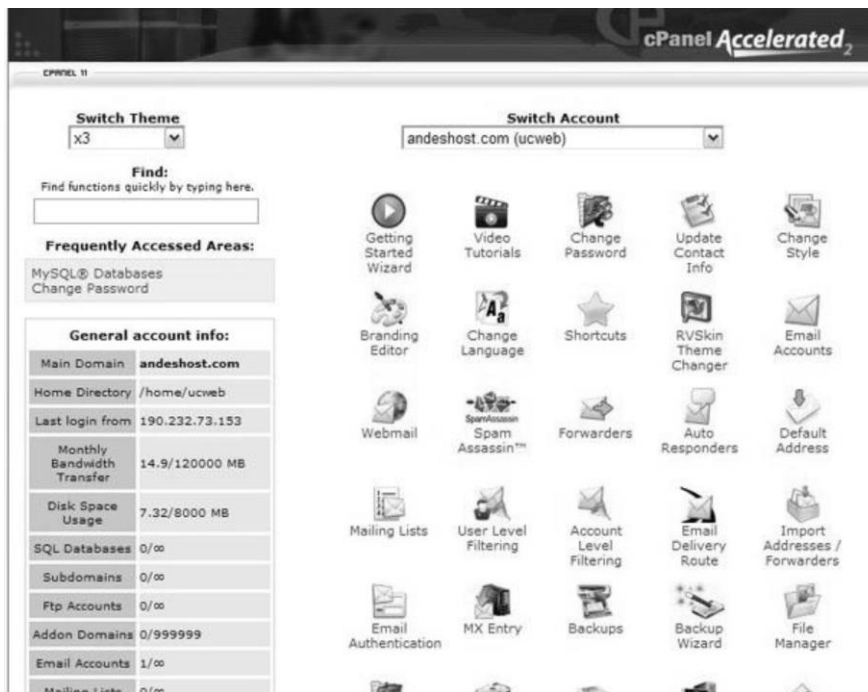 cPanel Accelerated2
CPANEL 11
Switch Theme
x3
Find:
Find functions quickly by typing here.
Frequently Accessed Areas:
MySQL® Databases
Change Password
General account info:
Main Domain andeshost.com
Home Directory /home/ucweb
Last login from 190.232.73.153
Monthly
Bandwidth
Transfer
14.9/120000 MB
Disk Space
Usage
7.32/8000 MB
SQL Databases 0/∞
Subdomains 0/∞
Ftp Accounts 0/∞
Addon Domains 0/999999
Email Accounts 1/∞
Mailing Lists 0/∞
Switch Account
andeshost.com (ucweb)
Getting
Started
Wizard
Video
Tutorials
Change
Password
Update
Contact
Info
Change
Style
Branding
Editor
Change
Language
Shortcuts
RVSkin
Theme
Changer
Email
Accounts
Webmail
SpamAssassin
Spam
Assassin™
Forwarders
Auto
Responders
Default
Address
Mailing Lists
User Level
Filtering
Account
Level
Filtering
Email
Delivery
Route
Import
Addresses /
Forwarders
Email
Authentication
MX Entry
Backups
Backup
Wizard
File
Manager